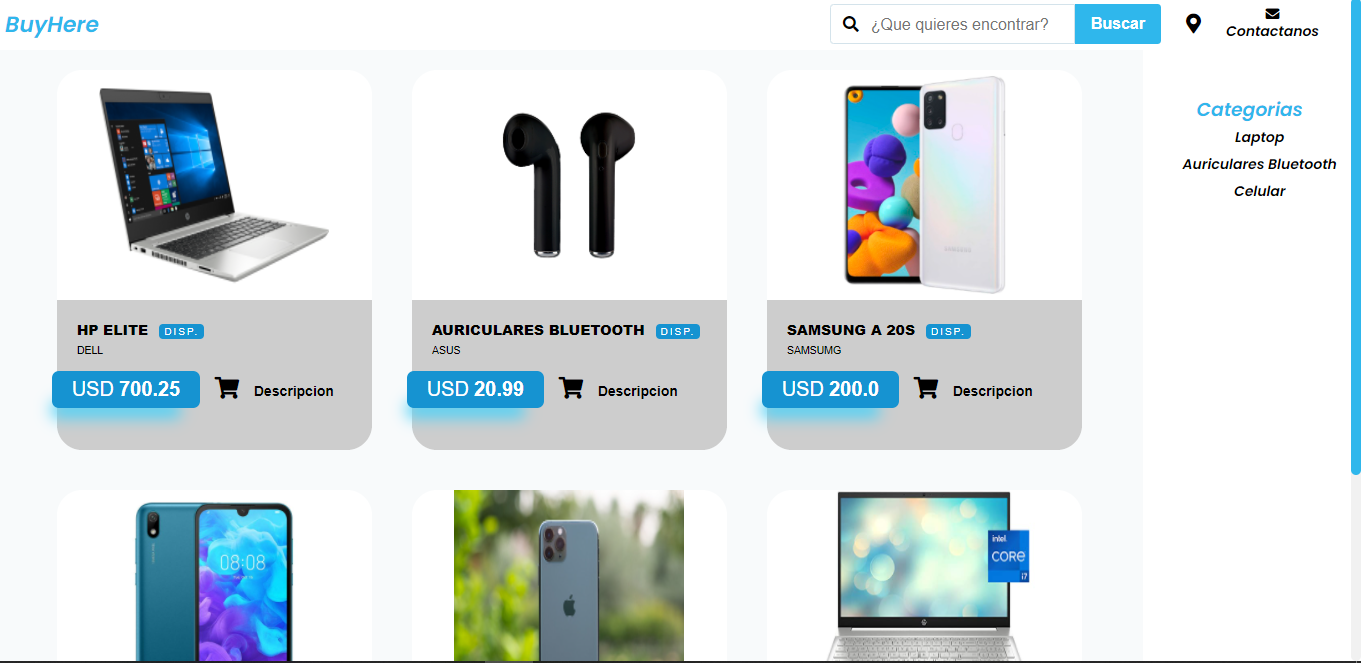 BuyHere
¿Que quieres encontrar?
Buscar
Contactanos
Categorias
Laptop
Auriculares Bluetooth
Celular
HP ELITE DISP.
DELL
USD 700.25 Descripcion
AURICULARES BLUETOOTH DISP.
ASUS
USD 20.99 Descripcion
SAMSUNG A 20S DISP.
SAMSUMG
USD 200.0 Descripcion
SAMSUNG
08:08
intel.
CORE
i7